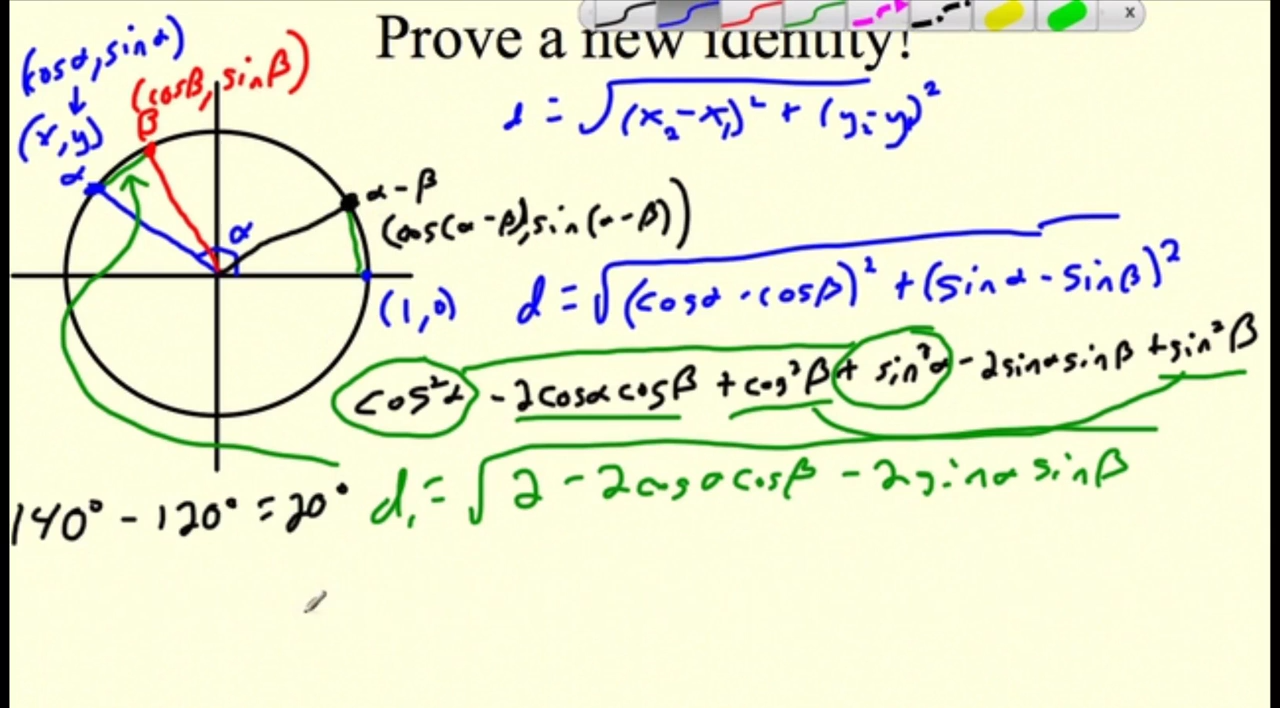 Prove a new identity!
(cosα, sinα)
(cosβ, sinβ)
(x, y)
β
α
d = √(x₂-x₁)² + (y₂-y₁)²
α
α - β
(cos(α - β), sin(α - β))
(1, 0)
d = √(cosα - cosβ)² + (sinα - sinβ)²
cos²α - 2cosαcosβ + cos²β + sin²α - 2sinαsinβ + sin²β
140° - 120° = 20°
d₁ = √2 - 2cosαcosβ - 2sinαsinβ
x